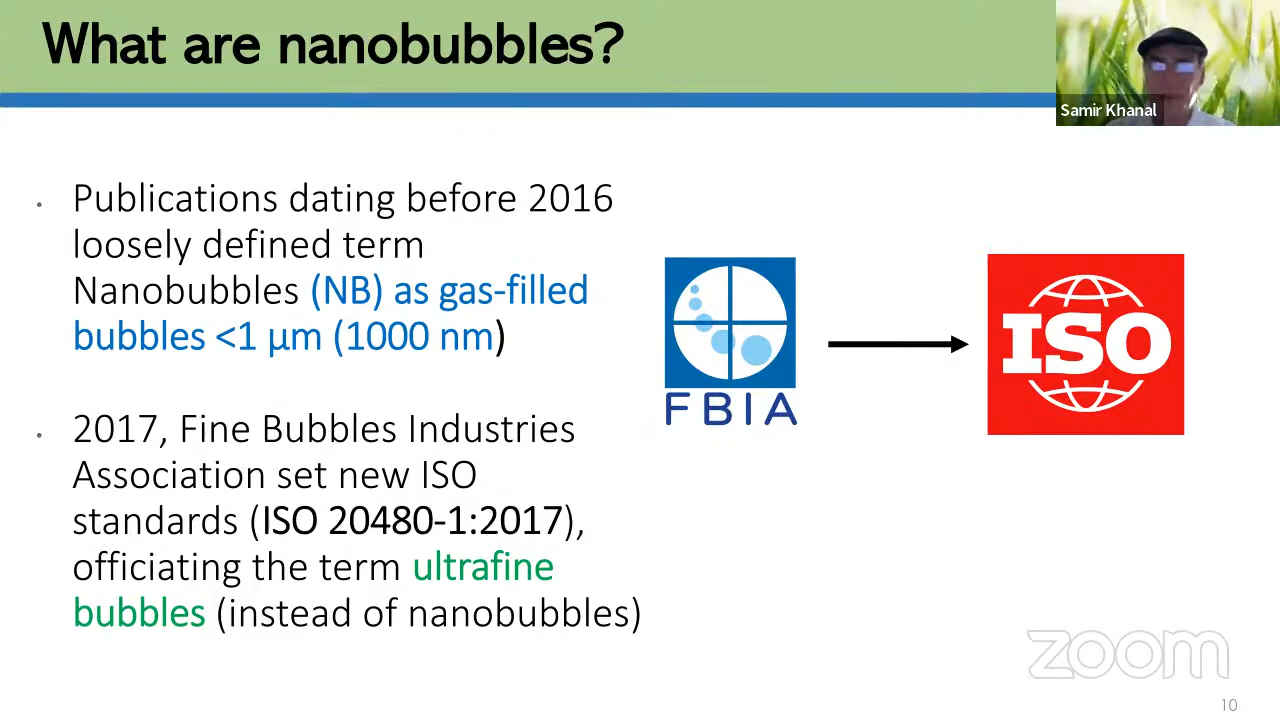 What are nanobubbles?
Samir Khanal
• Publications dating before 2016
loosely defined term
Nanobubbles (NB) as gas-filled
bubbles <1 µm (1000 nm)
• 2017, Fine Bubbles Industries
Association set new ISO
standards (ISO 20480-1:2017),
officiating the term ultrafine
bubbles (instead of nanobubbles)
FBIA
ISO
zoom
10